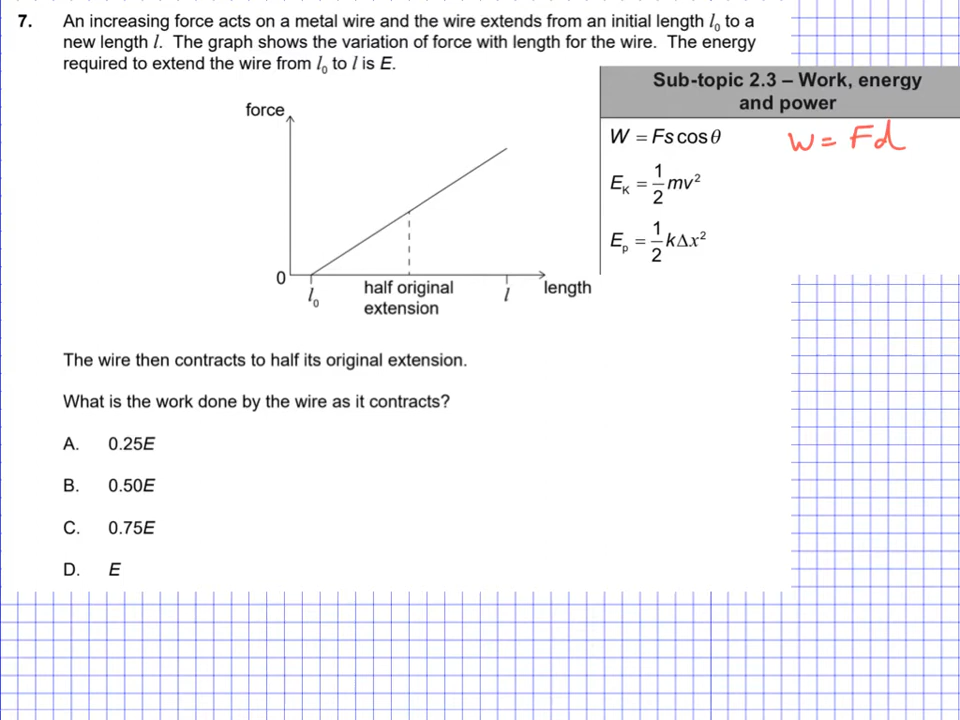 7. An increasing force acts on a metal wire and the wire extends from an initial length l₀ to a
new length l. The graph shows the variation of force with length for the wire. The energy
required to extend the wire from l₀ to l is E.
Sub-topic 2.3 – Work, energy
and power
force
W = Fs cosθ
W = Fd
E_K = 1/2 mv²
E_p = 1/2 kΔx²
0
l₀
half original
extension
l
length
The wire then contracts to half its original extension.
What is the work done by the wire as it contracts?
A. 0.25E
B. 0.50E
C. 0.75E
D. E